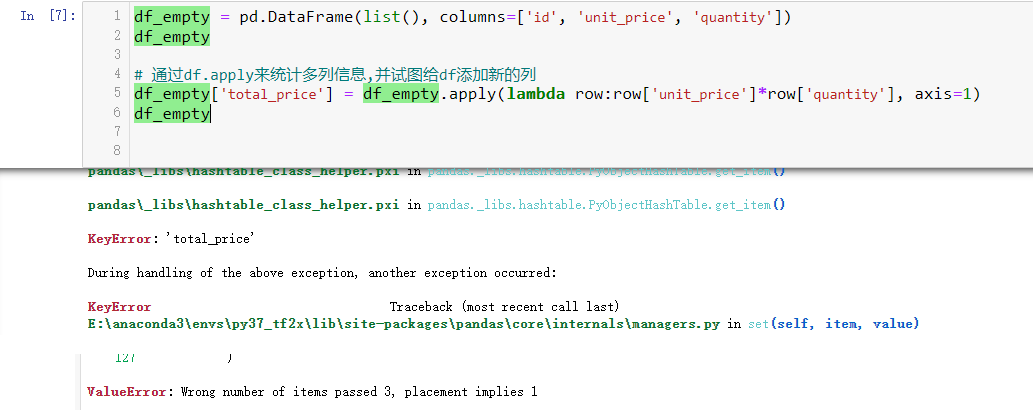 In [7]:
1 df_empty = pd.DataFrame(list(), columns=['id', 'unit_price', 'quantity'])
2 df_empty
3
4 # 通过df.apply来统计多列信息,并试图给df添加新的列
5 df_empty['total_price'] = df_empty.apply(lambda row:row['unit_price']*row['quantity'], axis=1)
6 df_empty
7
8
pandas\_libs\hashtable_class_helper.pxi in pandas._libs.hashtable.PyObjectHashTable.get_item()
pandas\_libs\hashtable_class_helper.pxi in pandas._libs.hashtable.PyObjectHashTable.get_item()
KeyError: 'total_price'
During handling of the above exception, another exception occurred:
KeyError Traceback (most recent call last)
E:\anaconda3\envs\py37_tf2x\lib\site-packages\pandas\core\internals\managers.py in set(self, item, value)
127 )
ValueError: Wrong number of items passed 3, placement implies 1